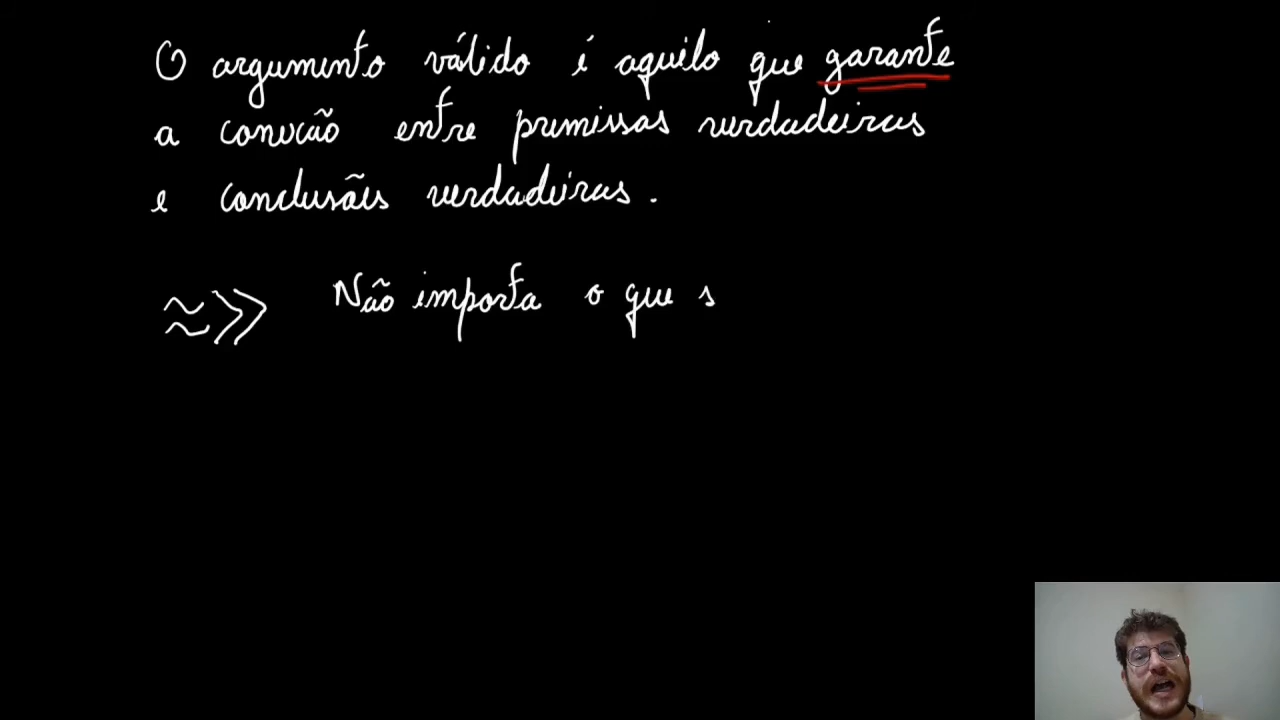 O argumento válido é aquilo que garante
a conexão entre premissas verdadeiras
e conclusões verdadeiras.
Não importa o que s